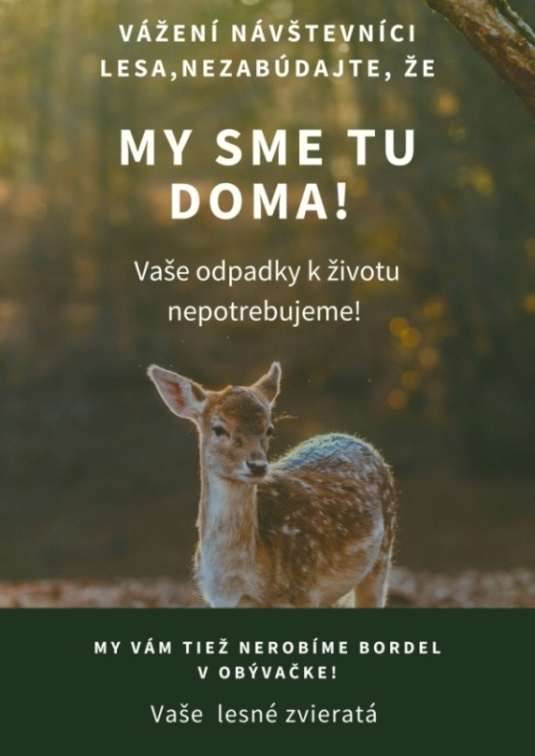 VÁŽENÍ NÁVŠTEVNÍCI
LESA,NEZABÚDAJTE, ŽE
MY SME TU
DOMA!
Vaše odpadky k životu
nepotrebujeme!
MY VÁM TIEŽ NEROBÍME BORDEL
V OBÝVAČKE!
Vaše lesné zvieratá